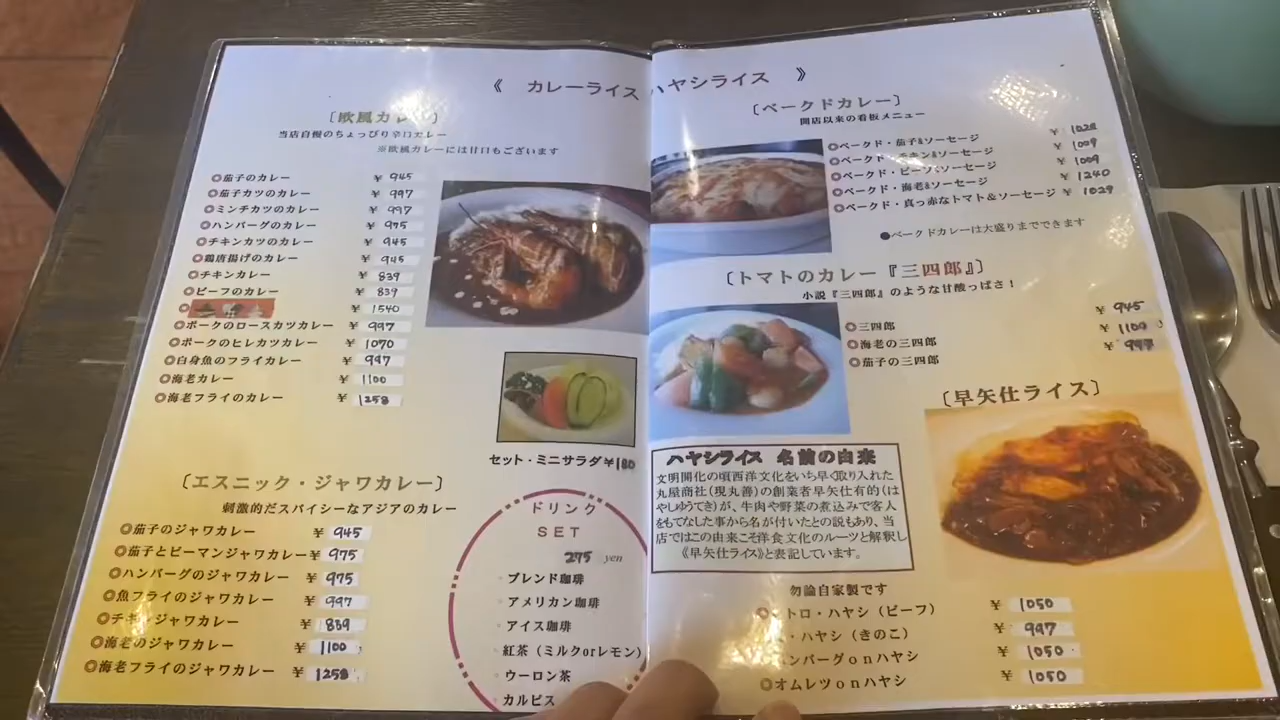 《 カレーライス ハヤシライス 》
〔欧風カレー〕
当店自慢のちょっぴり辛口カレー
※欧風カレーには甘口もございます
◎茄子のカレー ¥ 945
◎茄子カツのカレー ¥ 997
◎ミンチカツのカレー ¥ 997
◎ハンバーグのカレー ¥ 975
◎チキンカツのカレー ¥ 945
◎鶏唐揚げのカレー ¥ 945
◎チキンカレー ¥ 839
◎ビーフのカレー ¥ 839
◎ ¥ 1540
◎ポークのロースカツカレー ¥ 997
◎ポークのヒレカツカレー ¥ 1070
◎白身魚のフライカレー ¥ 997
◎海老カレー ¥ 1100
◎海老フライのカレー ¥ 1258
セット・ミニサラダ¥180
〔エスニック・ジャワカレー〕
刺激的だスパイシーなアジアのカレー
◎茄子のジャワカレー ¥ 945
◎茄子とピーマンジャワカレー ¥ 975
◎ハンバーグのジャワカレー ¥ 975
◎魚フライのジャワカレー ¥ 997
◎チキンジャワカレー ¥ 839
◎海老のジャワカレー ¥ 1100
◎海老フライのジャワカレー ¥ 1258
ドリンク
SET
275 yen
ブレンド珈琲
アメリカン珈琲
アイス珈琲
紅茶（ミルクorレモン）
ウーロン茶
カルピス
〔ベークドカレー〕
開店以来の看板メニュー
◎ベークド・茄子&ソーセージ ¥ 1028
◎ベークド・チキン&ソーセージ ¥ 1009
◎ベークド・ビーフ&ソーセージ ¥ 1009
◎ベークド・海老&ソーセージ ¥ 1240
◎ベークド・真っ赤なトマト＆ソーセージ ¥ 1029
●ベークドカレーは大盛りまでできます
〔トマトのカレー『三四郎』〕
小説『三四郎』のような甘酸っぱさ！
◎三四郎 ¥ 945
◎海老の三四郎 ¥ 1100
◎茄子の三四郎 ¥ 997
〔早矢仕ライス〕
ハヤシライス 名前の由来
文明開化の頃西洋文化をいち早く取り入れた
丸屋商社(現丸善)の創業者早矢仕有的(は
やしゆうてき)が、牛肉や野菜の煮込みで客人
をもてなした事から名が付いたとの説もあり、当
店ではこの由来こそ洋食文化のルーツと解釈し
《早矢仕ライス》と表記しています。
勿論自家製です
トロ・ハヤシ（ビーフ） ¥ 1050
・ハヤシ（きのこ） ¥ 997
ハンバーグｏｎハヤシ ¥ 1050
◎オムレツｏｎハヤシ ¥ 1050